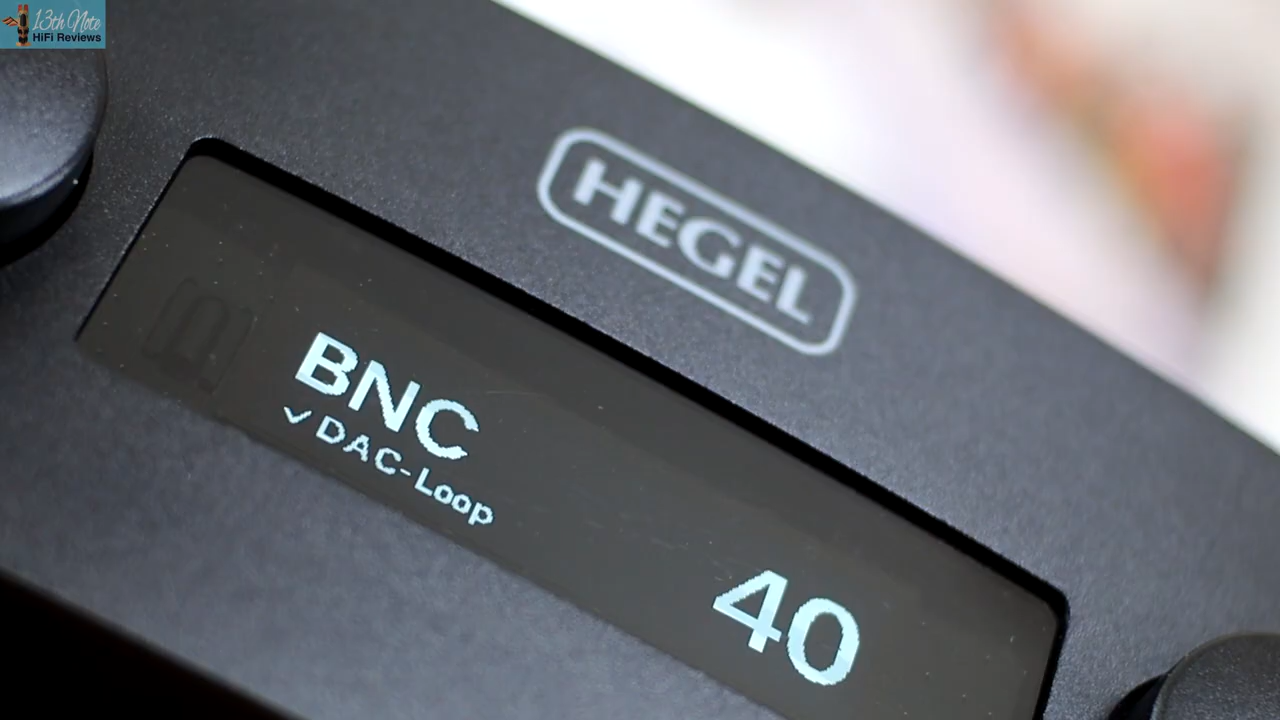 13th Note
HiFi Reviews
HEGEL
BNC
✓DAC-Loop
40